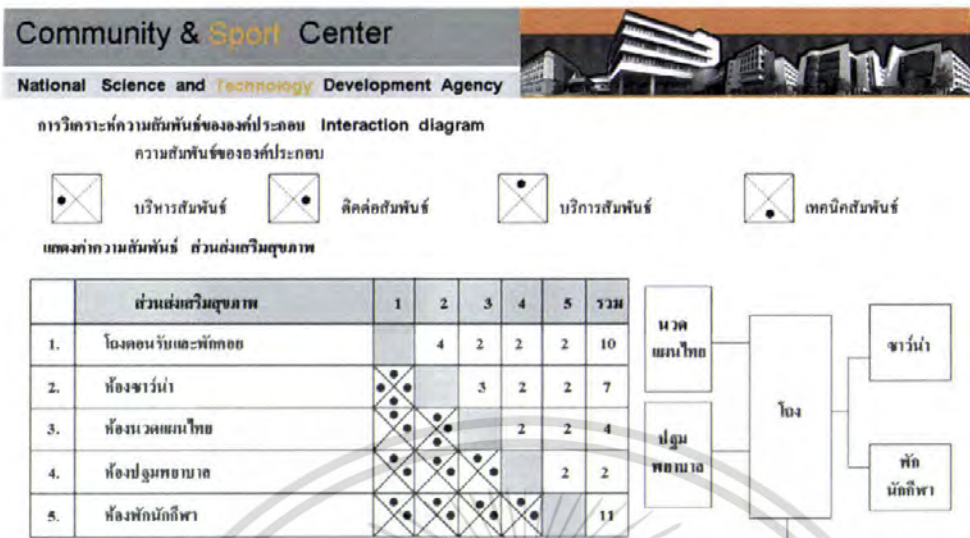 Community & Sport Center
National Science and Technology Development Agency
การวิเคราะห์ความสัมพันธ์ขององค์ประกอบ Interaction diagram
ความสัมพันธ์ขององค์ประกอบ
บริหารสัมพันธ์ ติดต่อสัมพันธ์ บริการสัมพันธ์ เทคนิคสัมพันธ์
แสดงค่าความสัมพันธ์ ส่วนส่งเสริมสุขภาพ
ส่วนส่งเสริมสุขภาพ 1 2 3 4 5 รวม
1. โถงตอนรับและพักคอย 4 2 2 2 10
2. ห้องซาว์น่า 3 2 2 7
3. ห้องนวดแผนไทย 2 2 4
4. ห้องปฐมพยาบาล 2 2
5. ห้องพักนักกีฬา 11
นวด
แผนไทย
ปฐม
พยาบาล
โถง
ซาว์น่า
พัก
นักกีฬา